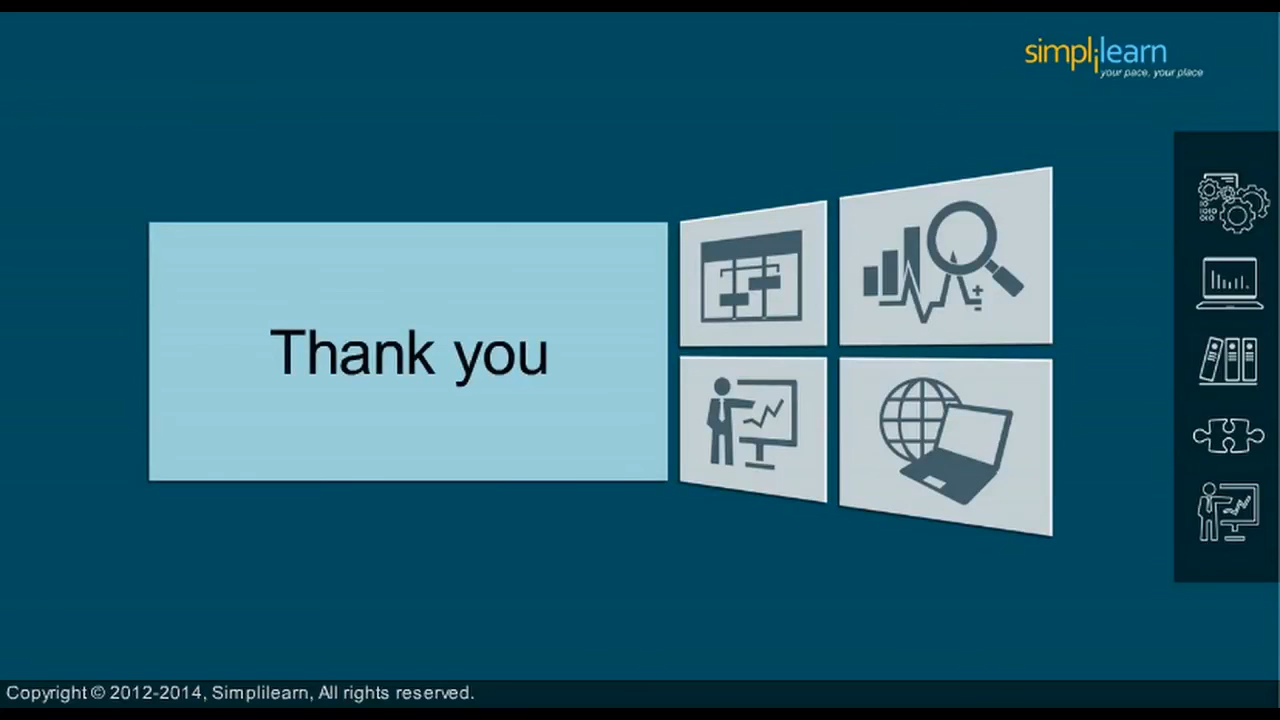 simplilearn
your pace, your place
Thank you
Copyright © 2012-2014, Simplilearn, All rights reserved.